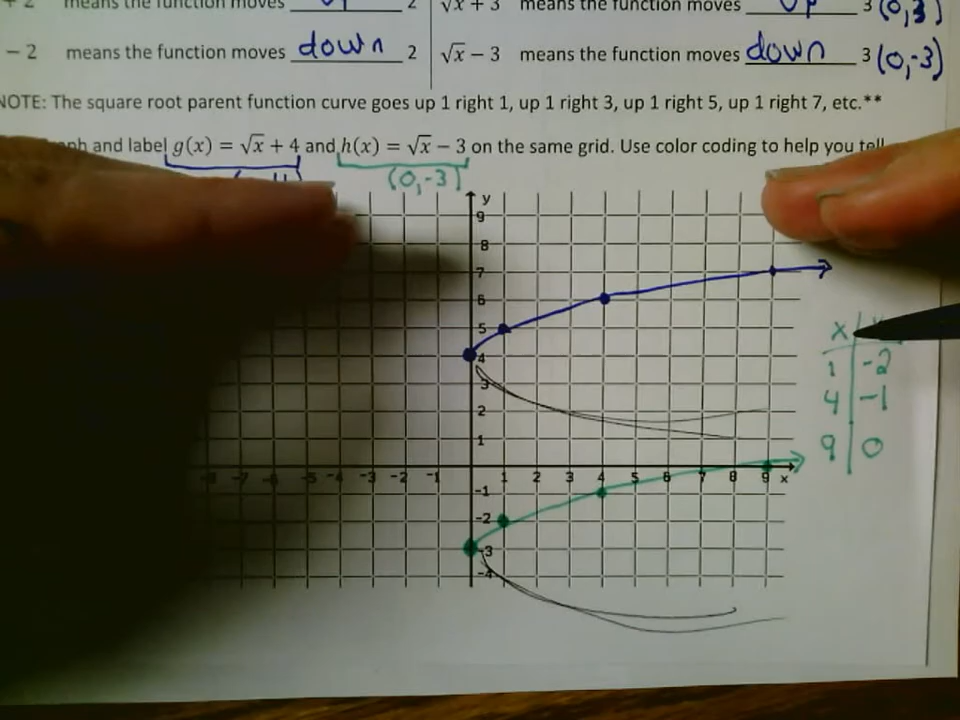 means the function moves up 2 √x + 3 means the function moves up 3 (0,3)
− 2 means the function moves down 2 √x − 3 means the function moves down 3 (0,-3)
NOTE: The square root parent function curve goes up 1 right 1, up 1 right 3, up 1 right 5, up 1 right 7, etc.**
and label g(x) = √x + 4 and h(x) = √x − 3 on the same grid. Use color coding to help you tell
(0,-3)
y
9
8
7
6
5
4
3
2
1
-8 -7 -6 -5 -4 -3 -2 -1 1 2 3 4 5 6 7 8 9 x
-1
-2
-3
-4
x
1 -2
4 -1
9 0